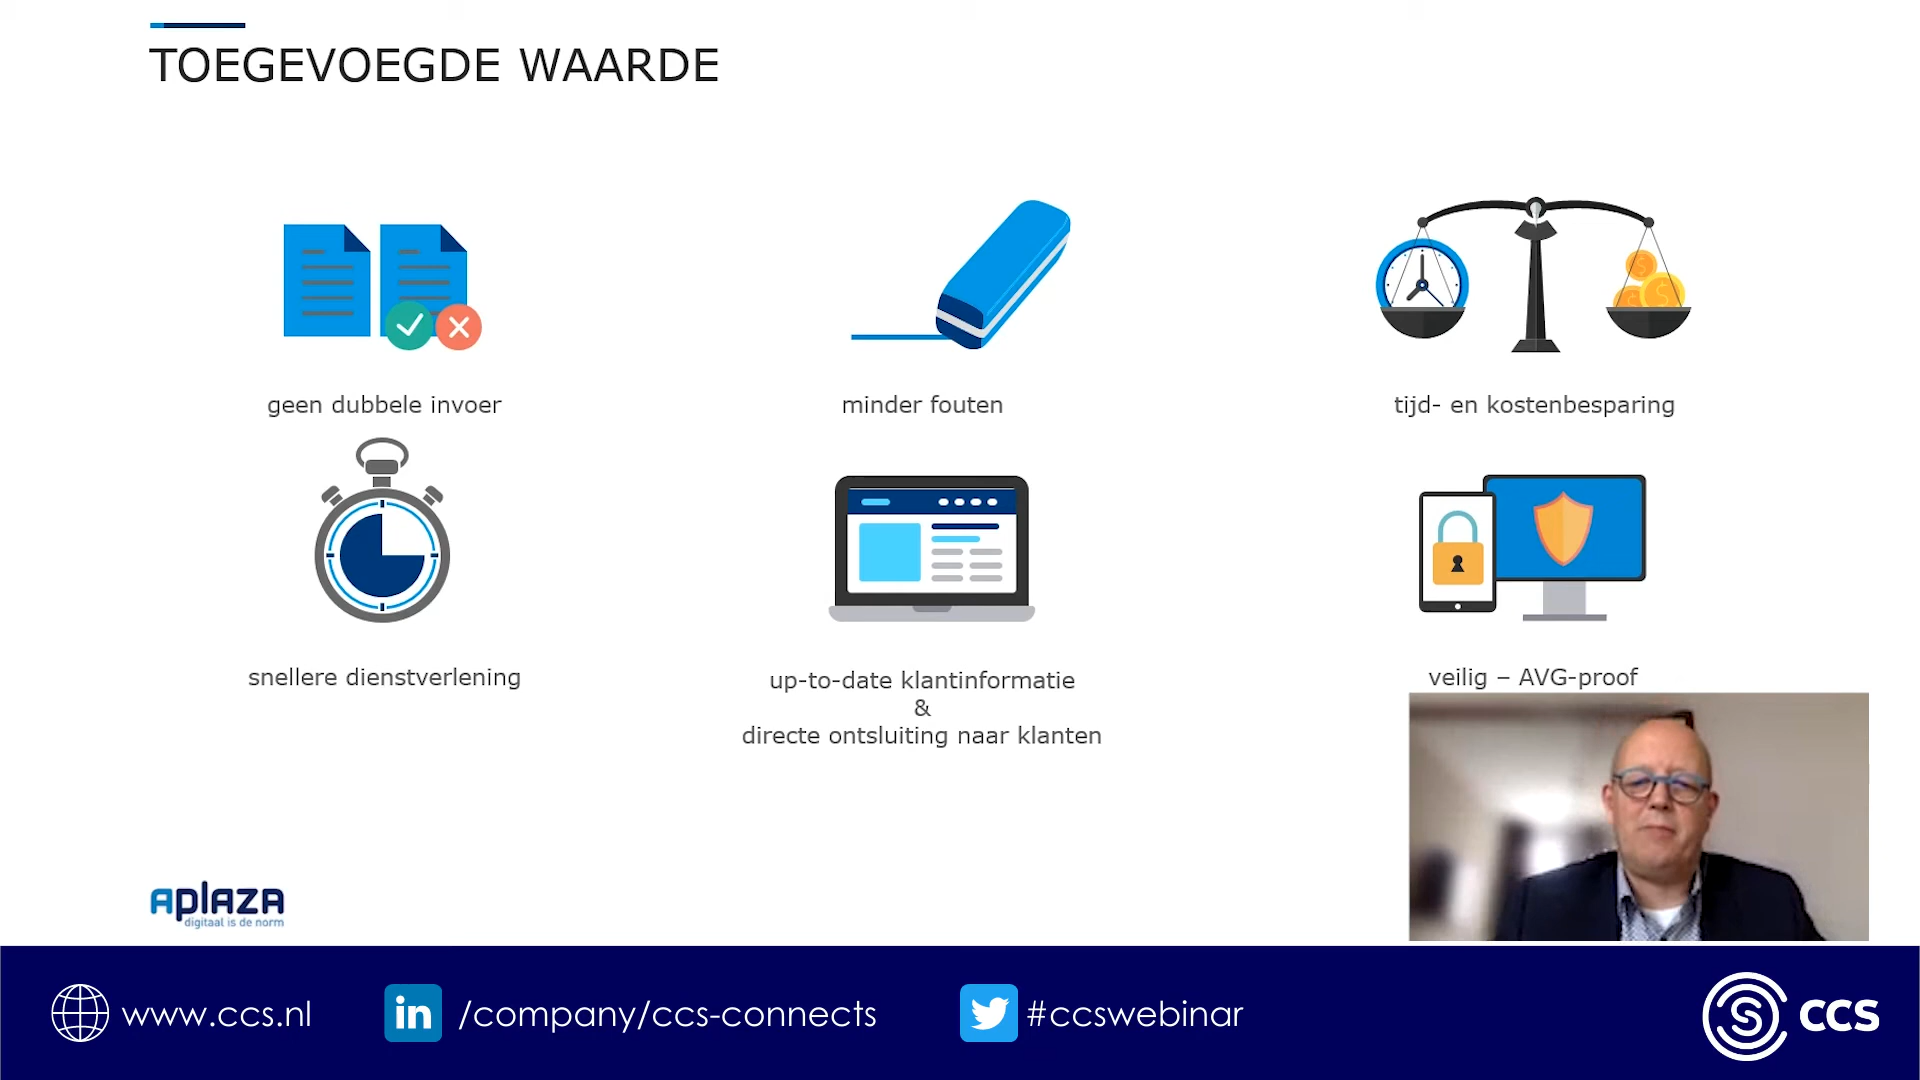 TOEGEVOEGDE WAARDE
geen dubbele invoer
minder fouten
tijd- en kostenbesparing
snellere dienstverlening
up-to-date klantinformatie
&
directe ontsluiting naar klanten
veilig – AVG-proof
aplaza
digitaal is de norm
www.ccs.nl
in
/company/ccs-connects
#ccswebinar
CCS